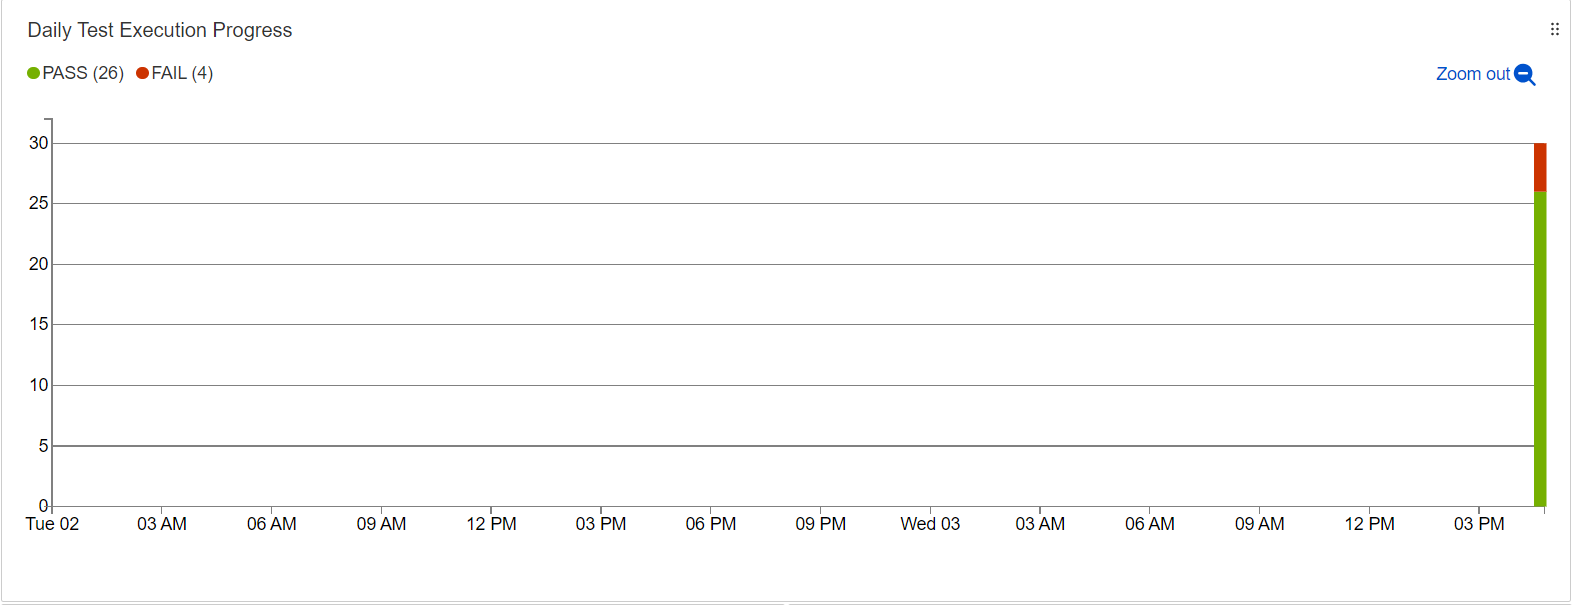 Daily Test Execution Progress
PASS (26) FAIL (4)
Zoom out
30
25
20
15
10
5
0
Tue 02 03 AM 06 AM 09 AM 12 PM 03 PM 06 PM 09 PM Wed 03 03 AM 06 AM 09 AM 12 PM 03 PM